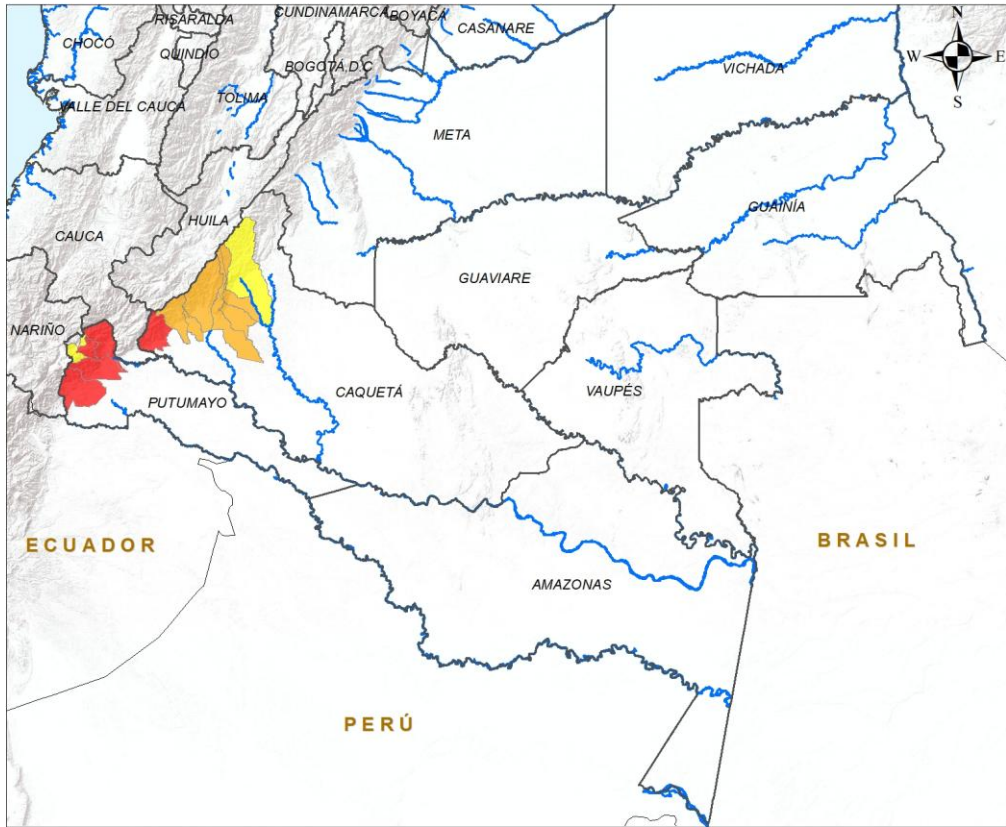 CUNDINAMARCA
BOYACÁ
RISARALDA
CASANARE
N
CHOCÓ
QUINDÍO
BOGOTÁ D.C
VICHADA
W
E
TOLIMA
S
VALLE DEL CAUCA
META
GUAINÍA
HUILA
CAUCA
GUAVIARE
NARIÑO
CAQUETÁ
VAUPÉS
PUTUMAYO
ECUADOR
BRASIL
AMAZONAS
PERÚ